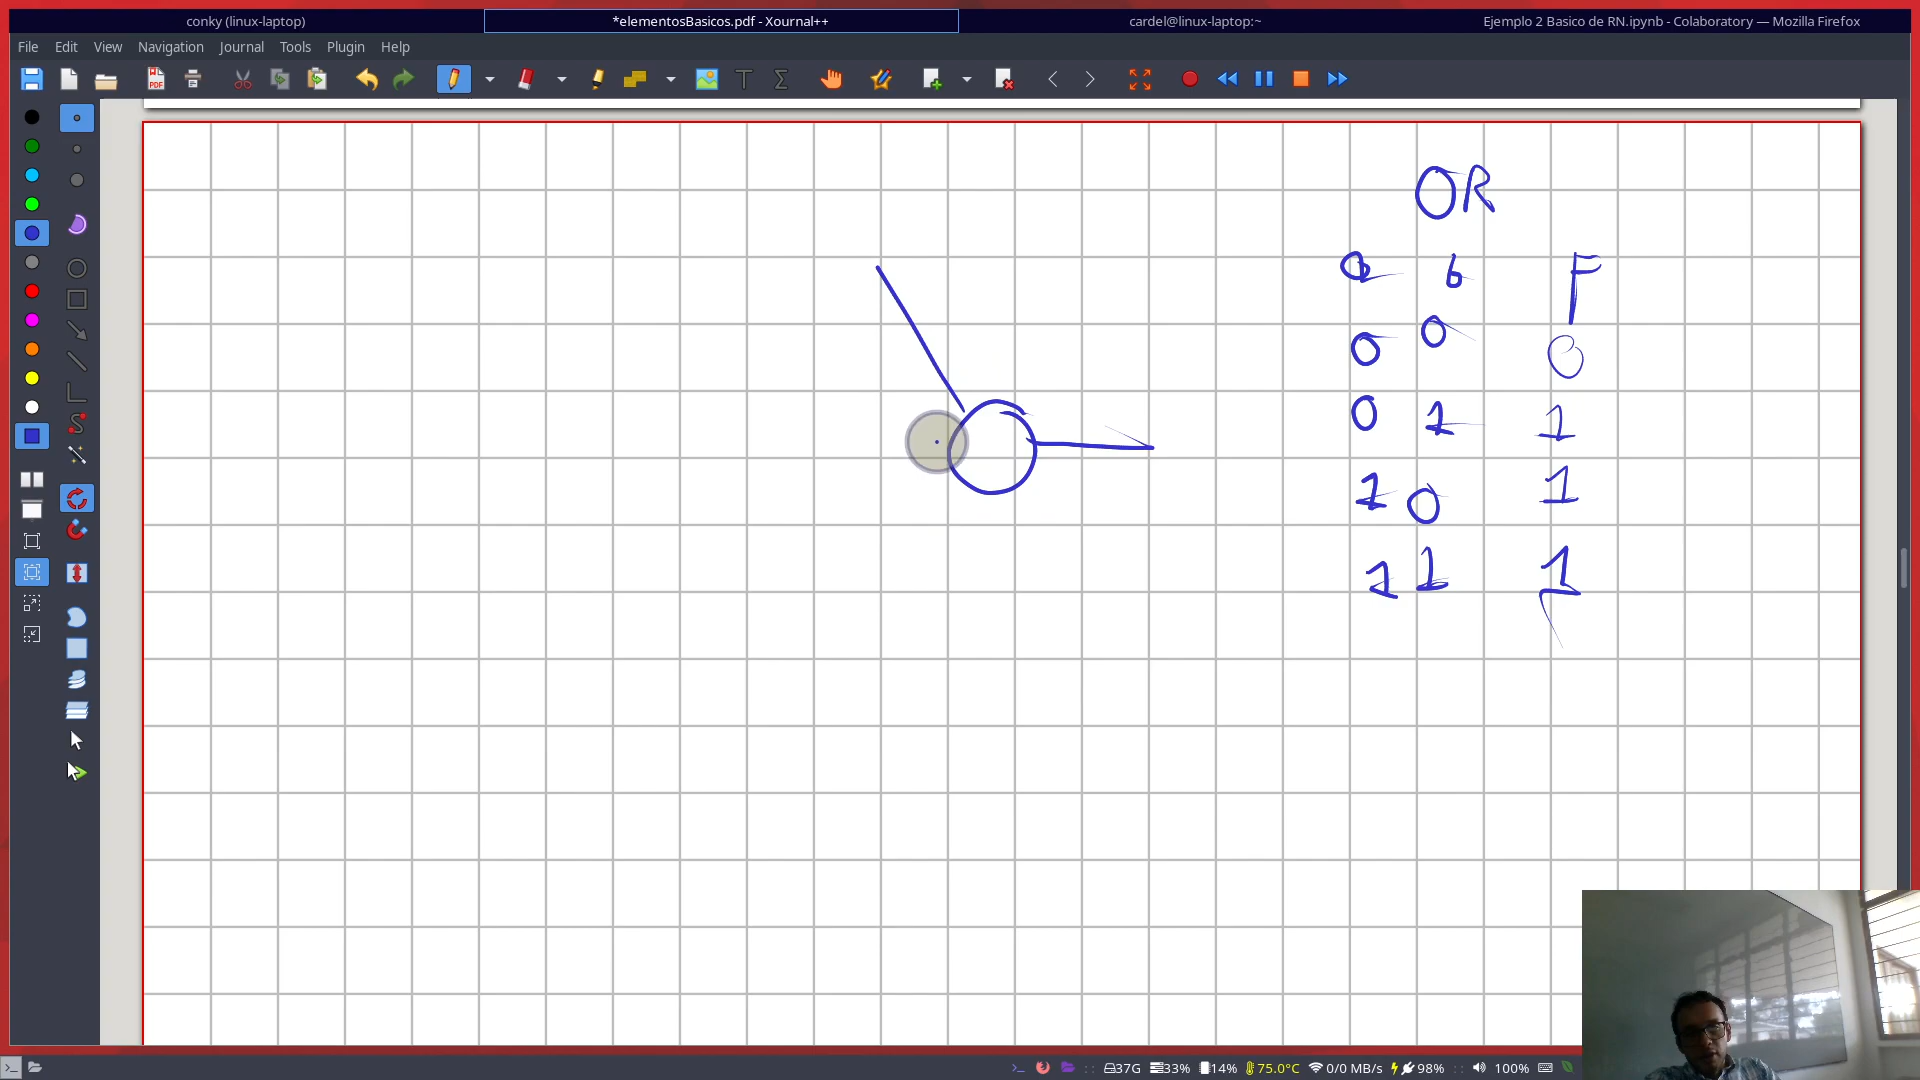 conky (linux-laptop)
*elementosBasicos.pdf - Xournal++
cardel@linux-laptop:~
Ejemplo 2 Basico de RN.ipynb - Colaboratory — Mozilla Firefox
File Edit View Navigation Journal Tools Plugin Help
OR
a b F
0 0 0
0 1 1
1 0 1
1 1 1
37G 33% 14% 75.0°C 0/0 MB/s 98% 100%